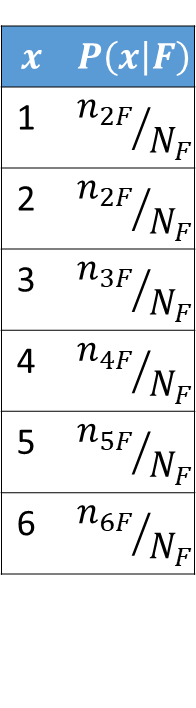 x P(x|F)
1 n2F/NF
2 n2F/NF
3 n3F/NF
4 n4F/NF
5 n5F/NF
6 n6F/NF